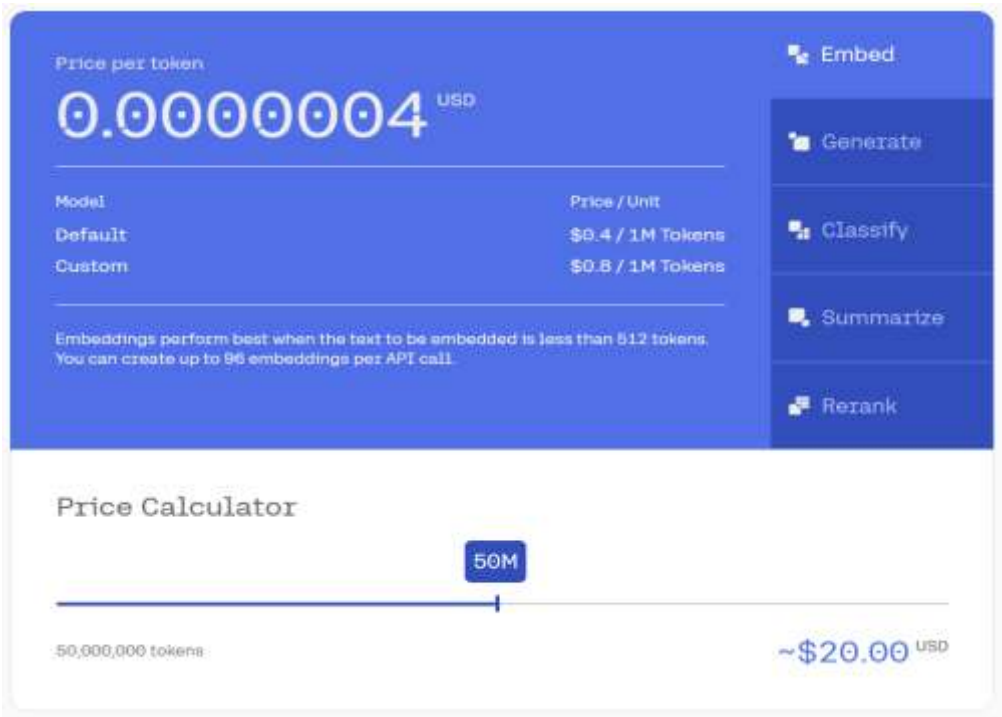 Price per token
0.0000004 USD
Model Price / Unit
Default $0.4 / 1M Tokens
Custom $0.8 / 1M Tokens
Embeddings perform best when the text to be embedded is less than 512 tokens.
You can create up to 96 embeddings per API call.
Embed
Generate
Classify
Summarize
Rerank
Price Calculator
50M
50,000,000 tokens ~$20.00 USD